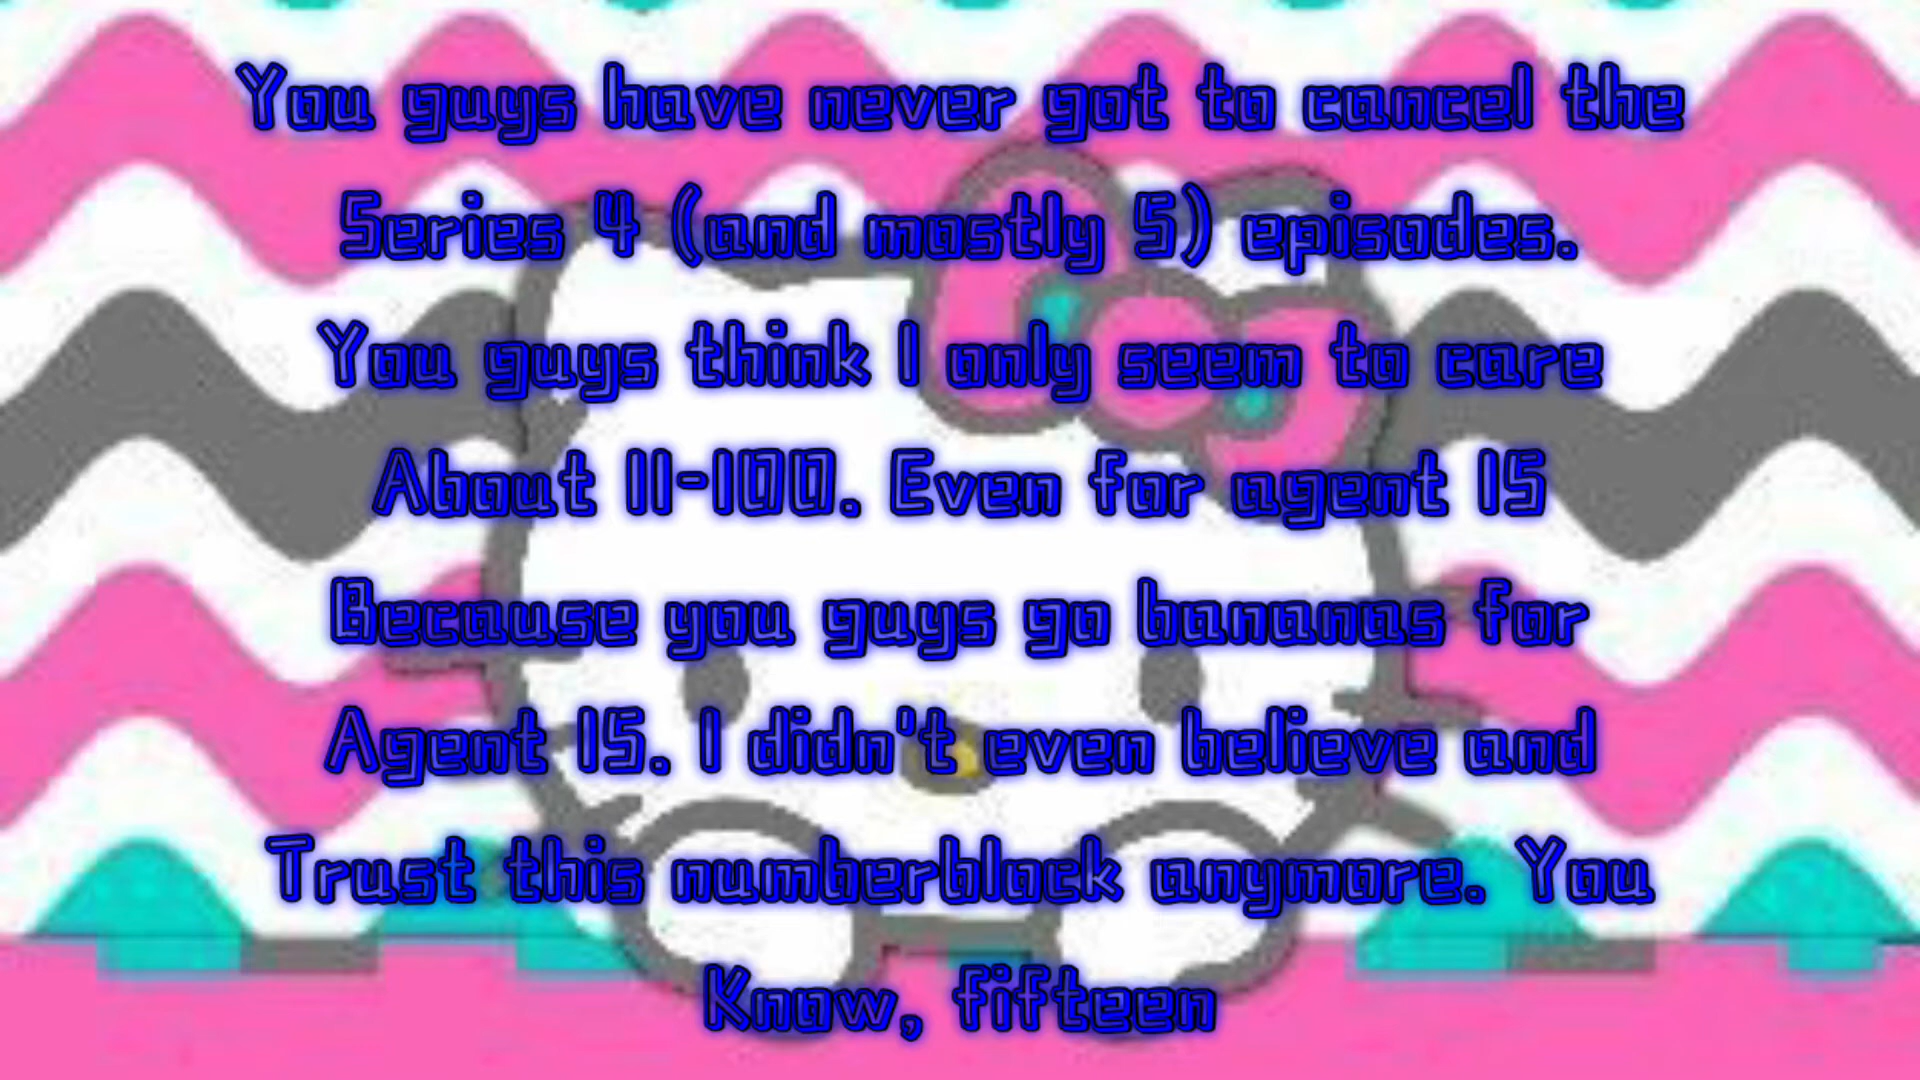 You guys have never got to cancel the
Series 4 (and mostly 5) episodes.
You guys think I only seem to care
About 11-100. Even for agent 15
Because you guys go bananas for
Agent 15. I didn't even believe and
Trust this numberblock anymore. You
Know, fifteen